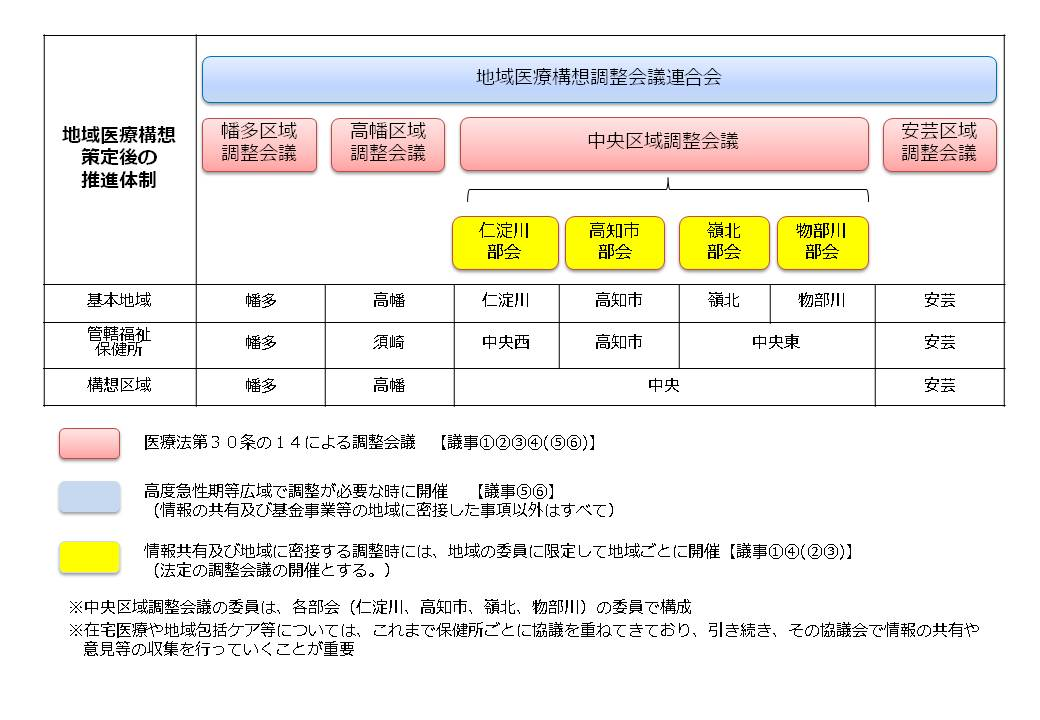 地域医療構想
策定後の
推進体制
地域医療構想調整会議連合会
幡多区域
調整会議
高幡区域
調整会議
中央区域調整会議
安芸区域
調整会議
仁淀川
部会
高知市
部会
嶺北
部会
物部川
部会
基本地域 幡多 高幡 仁淀川 高知市 嶺北 物部川 安芸
管轄福祉
保健所
幡多 須崎 中央西 高知市 中央東 安芸
構想区域 幡多 高幡 中央 安芸
医療法第３０条の１４による調整会議 【議事①②③④(⑤⑥)】
高度急性期等広域で調整が必要な時に開催 【議事⑤⑥】
（情報の共有及び基金事業等の地域に密接した事項以外はすべて）
情報共有及び地域に密接する調整時には、地域の委員に限定して地域ごとに開催【議事①④(②③)】
（法定の調整会議の開催とする。）
※中央区域調整会議の委員は、各部会（仁淀川、高知市、嶺北、物部川）の委員で構成
※在宅医療や地域包括ケア等については、これまで保健所ごとに協議を重ねてきており、引き続き、その協議会で情報の共有や
意見等の収集を行っていくことが重要